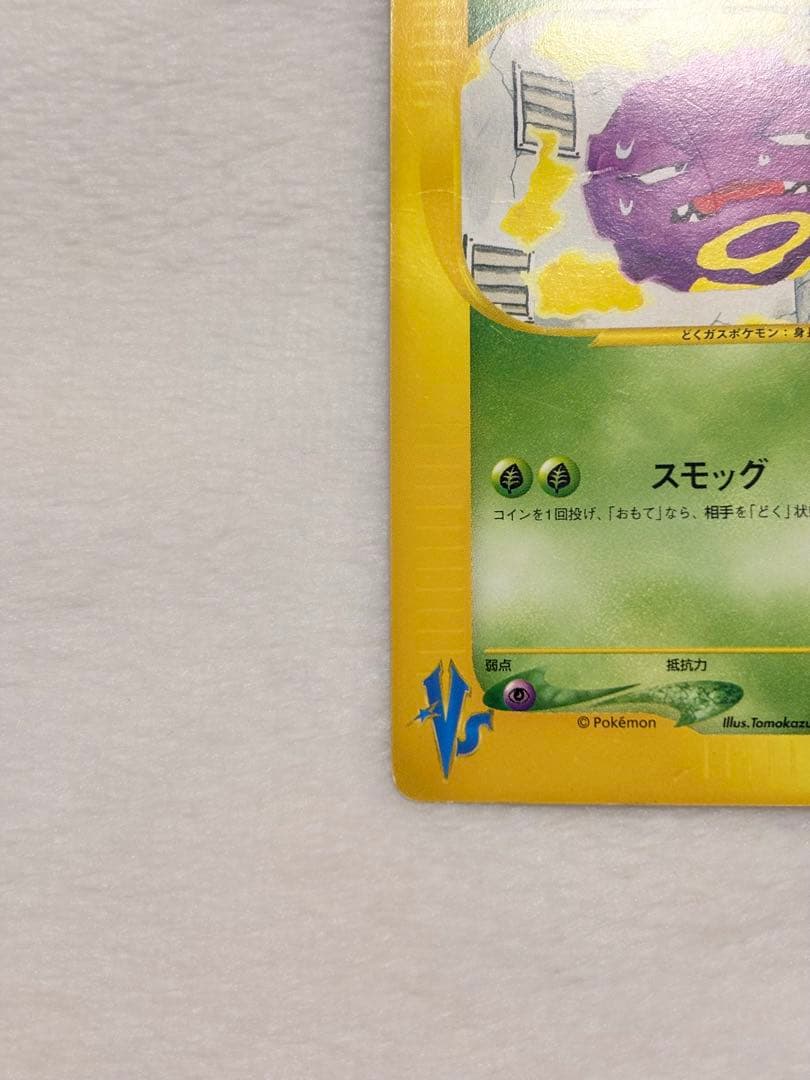 どくガスポケモン：身
スモッグ
コインを1回投げ、「おもて」なら、相手を「どく」状
弱点 抵抗力
VS
© Pokémon Illus.Tomokazu